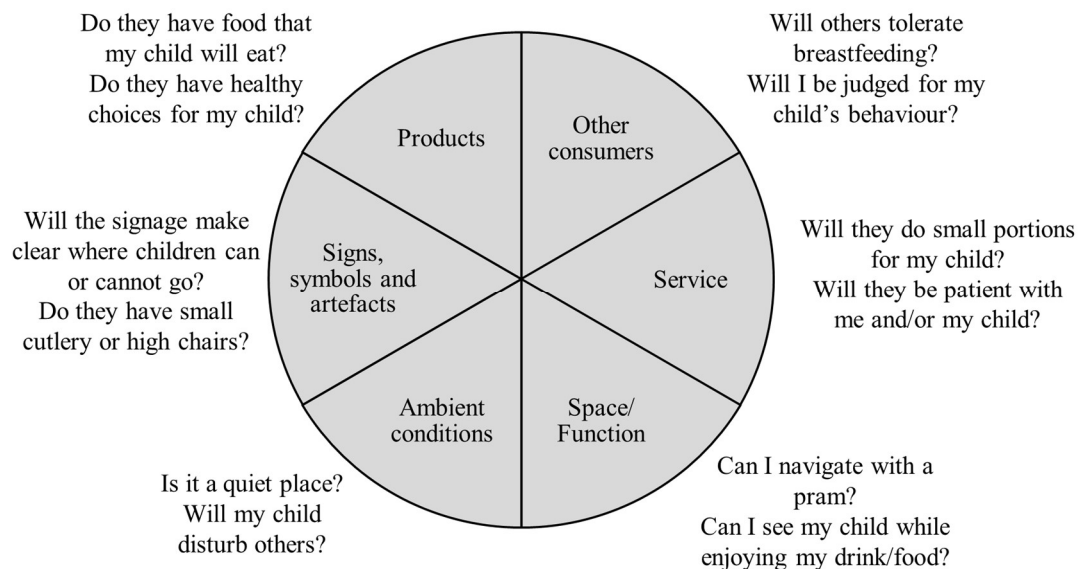 Do they have food that
my child will eat?
Do they have healthy
choices for my child?
Will others tolerate
breastfeeding?
Will I be judged for my
child’s behaviour?
Products
Other
consumers
Will the signage make
clear where children can
or cannot go?
Do they have small
cutlery or high chairs?
Signs,
symbols and
artefacts
Service
Will they do small portions
for my child?
Will they be patient with
me and/or my child?
Ambient
conditions
Space/
Function
Is it a quiet place?
Will my child
disturb others?
Can I navigate with a
pram?
Can I see my child while
enjoying my drink/food?